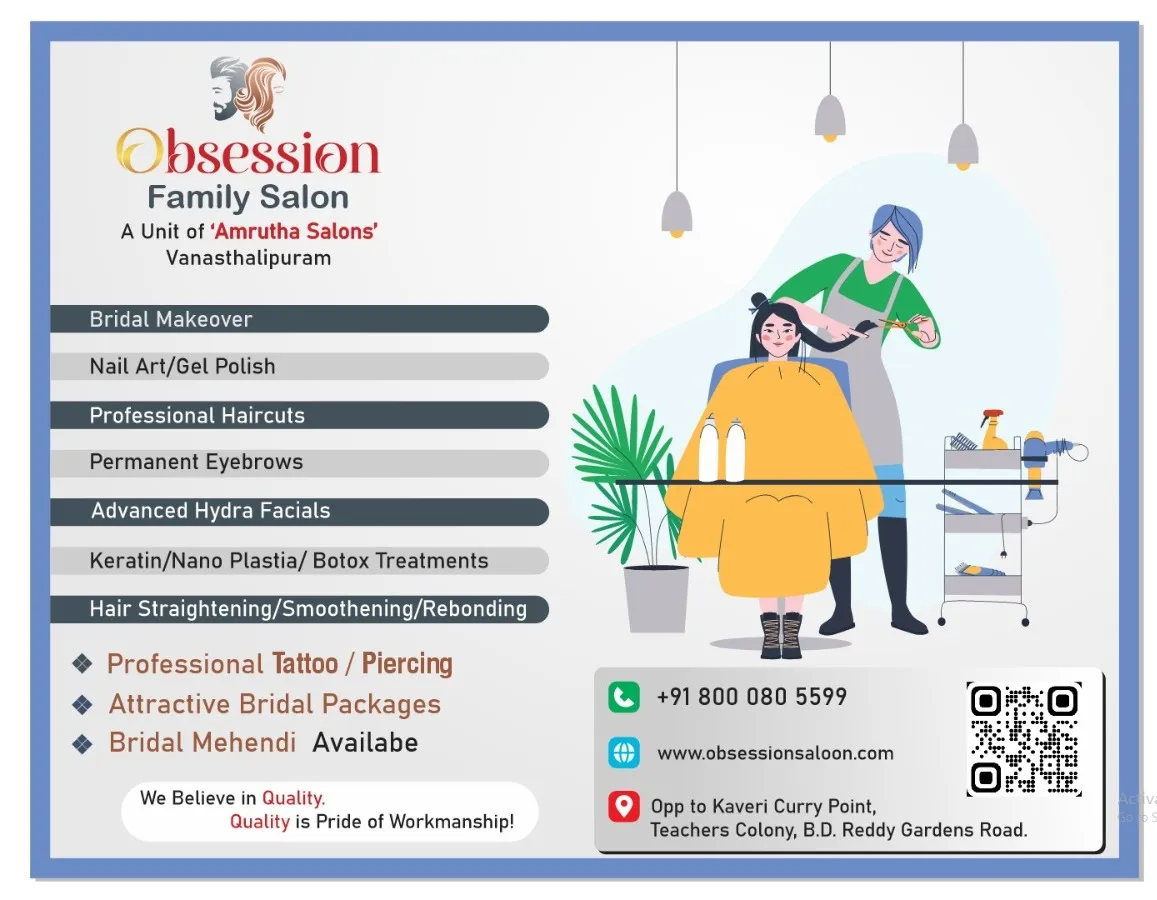 Obsession
Family Salon
A Unit of 'Amrutha Salons'
Vanasthalipuram
Bridal Makeover
Nail Art/Gel Polish
Professional Haircuts
Permanent Eyebrows
Advanced Hydra Facials
Keratin/Nano Plastia/ Botox Treatments
Hair Straightening/Smoothening/Rebonding
❖ Professional Tattoo / Piercing
❖ Attractive Bridal Packages
❖ Bridal Mehendi Availabe
We Believe in Quality.
Quality is Pride of Workmanship!
+91 800 080 5599
www.obsessionsaloon.com
Opp to Kaveri Curry Point,
Teachers Colony, B.D. Reddy Gardens Road.